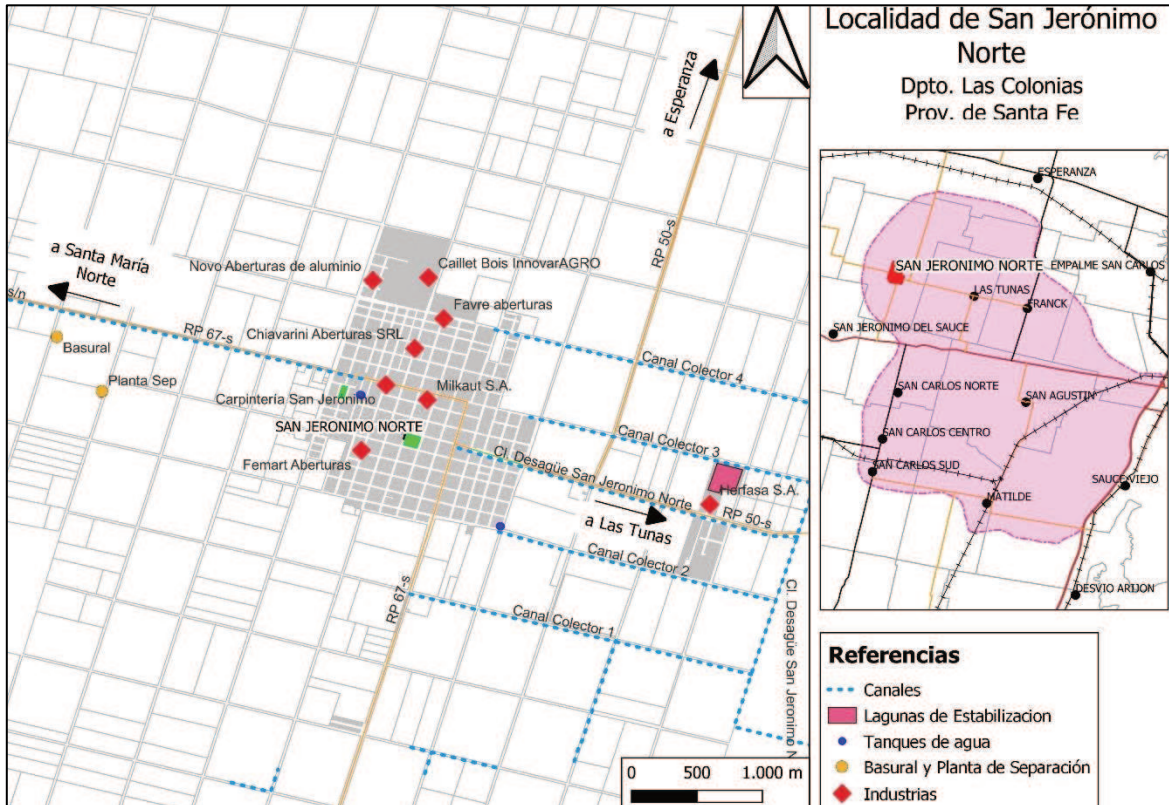 Localidad de San Jerónimo
Norte
Dpto. Las Colonias
Prov. de Santa Fe
a Esperanza
RP 50-s
a Santa María
Norte
s/n
RP 67-s
Novo Aberturas de aluminio
Caillet Bois InnovarAGRO
Favre aberturas
Chiavarini Aberturas SRL
Basural
Planta Sep
Milkaut S.A.
Carpintería San Jeronimo
SAN JERONIMO NORTE
Femart Aberturas
Canal Colector 4
Canal Colector 3
Cl. Desagüe San Jeronimo Norte
Herfasa S.A.
RP 50-s
a Las Tunas
Canal Colector 2
RP 67-s
Canal Colector 1
Cl. Desagüe San Jeronimo N
0 500 1.000 m
ESPERANZA
SAN JERONIMO NORTE
EMPALME SAN CARLOS
LAS TUNAS
FRANCK
SAN JERONIMO DEL SAUCE
SAN CARLOS NORTE
SAN AGUSTIN
SAN CARLOS CENTRO
SAN CARLOS SUD
SAUCE VIEJO
MATILDE
DESVIO ARIJON
Referencias
Canales
Lagunas de Estabilizacion
Tanques de agua
Basural y Planta de Separación
Industrias